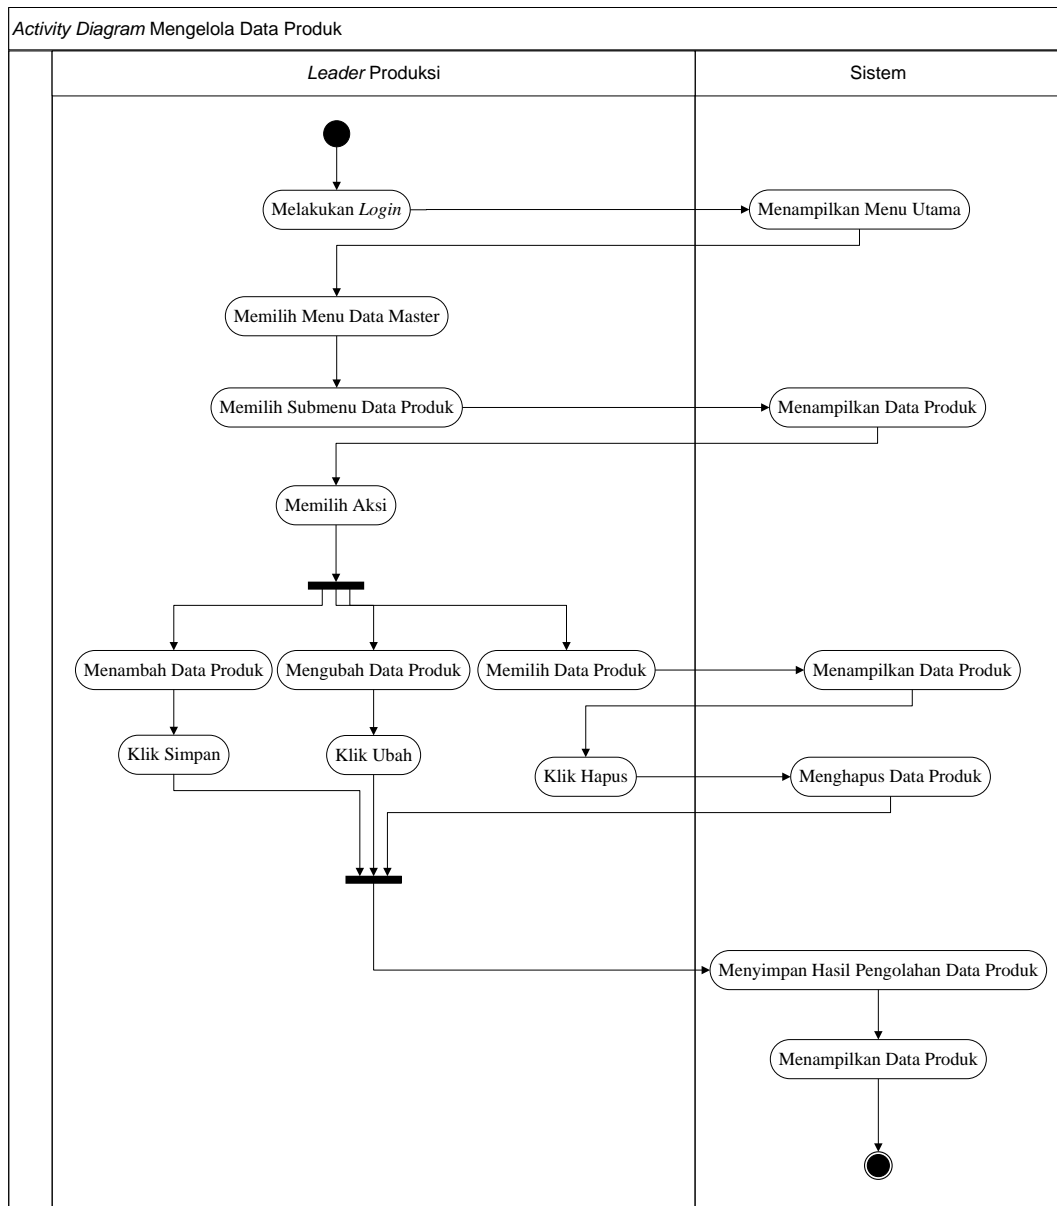 Activity Diagram Mengelola Data Produk
Leader Produksi
Sistem
Melakukan Login
Menampilkan Menu Utama
Memilih Menu Data Master
Memilih Submenu Data Produk
Menampilkan Data Produk
Memilih Aksi
Menambah Data Produk
Mengubah Data Produk
Memilih Data Produk
Menampilkan Data Produk
Klik Simpan
Klik Ubah
Klik Hapus
Menghapus Data Produk
Menyimpan Hasil Pengolahan Data Produk
Menampilkan Data Produk